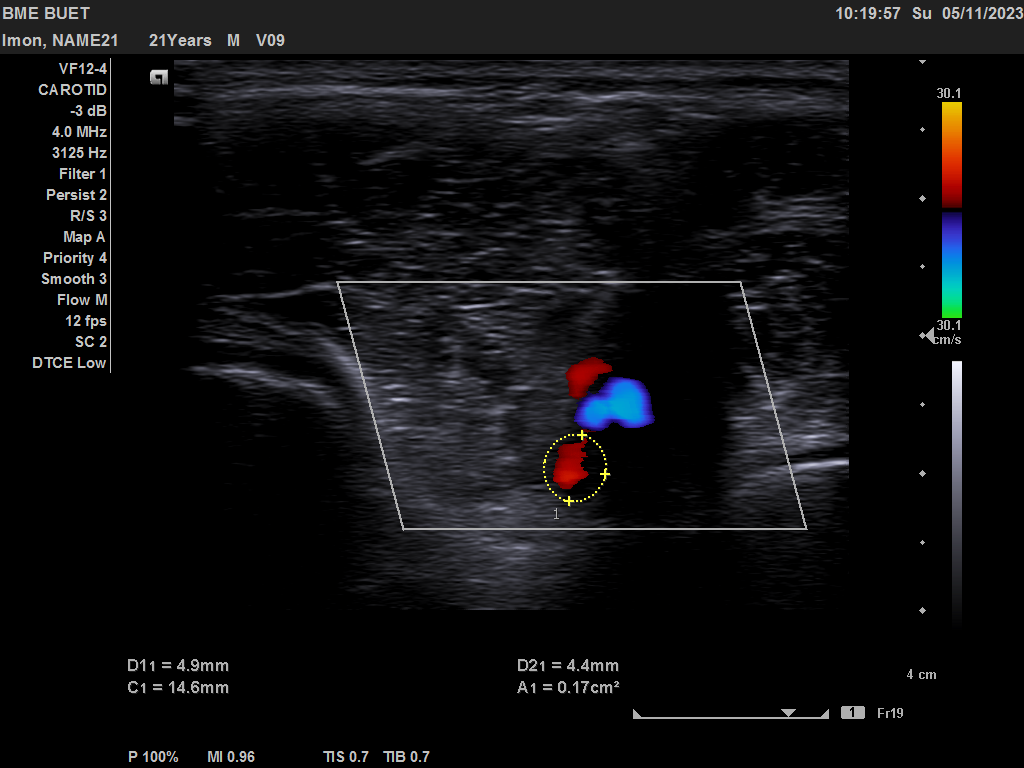 BME BUET
10:19:57 Su 05/11/2023
Imon, NAME21 21Years M V09
VF12-4
CAROTID
-3 dB
4.0 MHz
3125 Hz
Filter 1
Persist 2
R/S 3
Map A
Priority 4
Smooth 3
Flow M
12 fps
SC 2
DTCE Low
30.1
30.1
cm/s
1
D11 = 4.9mm
C1 = 14.6mm
D21 = 4.4mm
A1 = 0.17cm²
4 cm
1 Fr19
P 100% MI 0.96 TIS 0.7 TIB 0.7